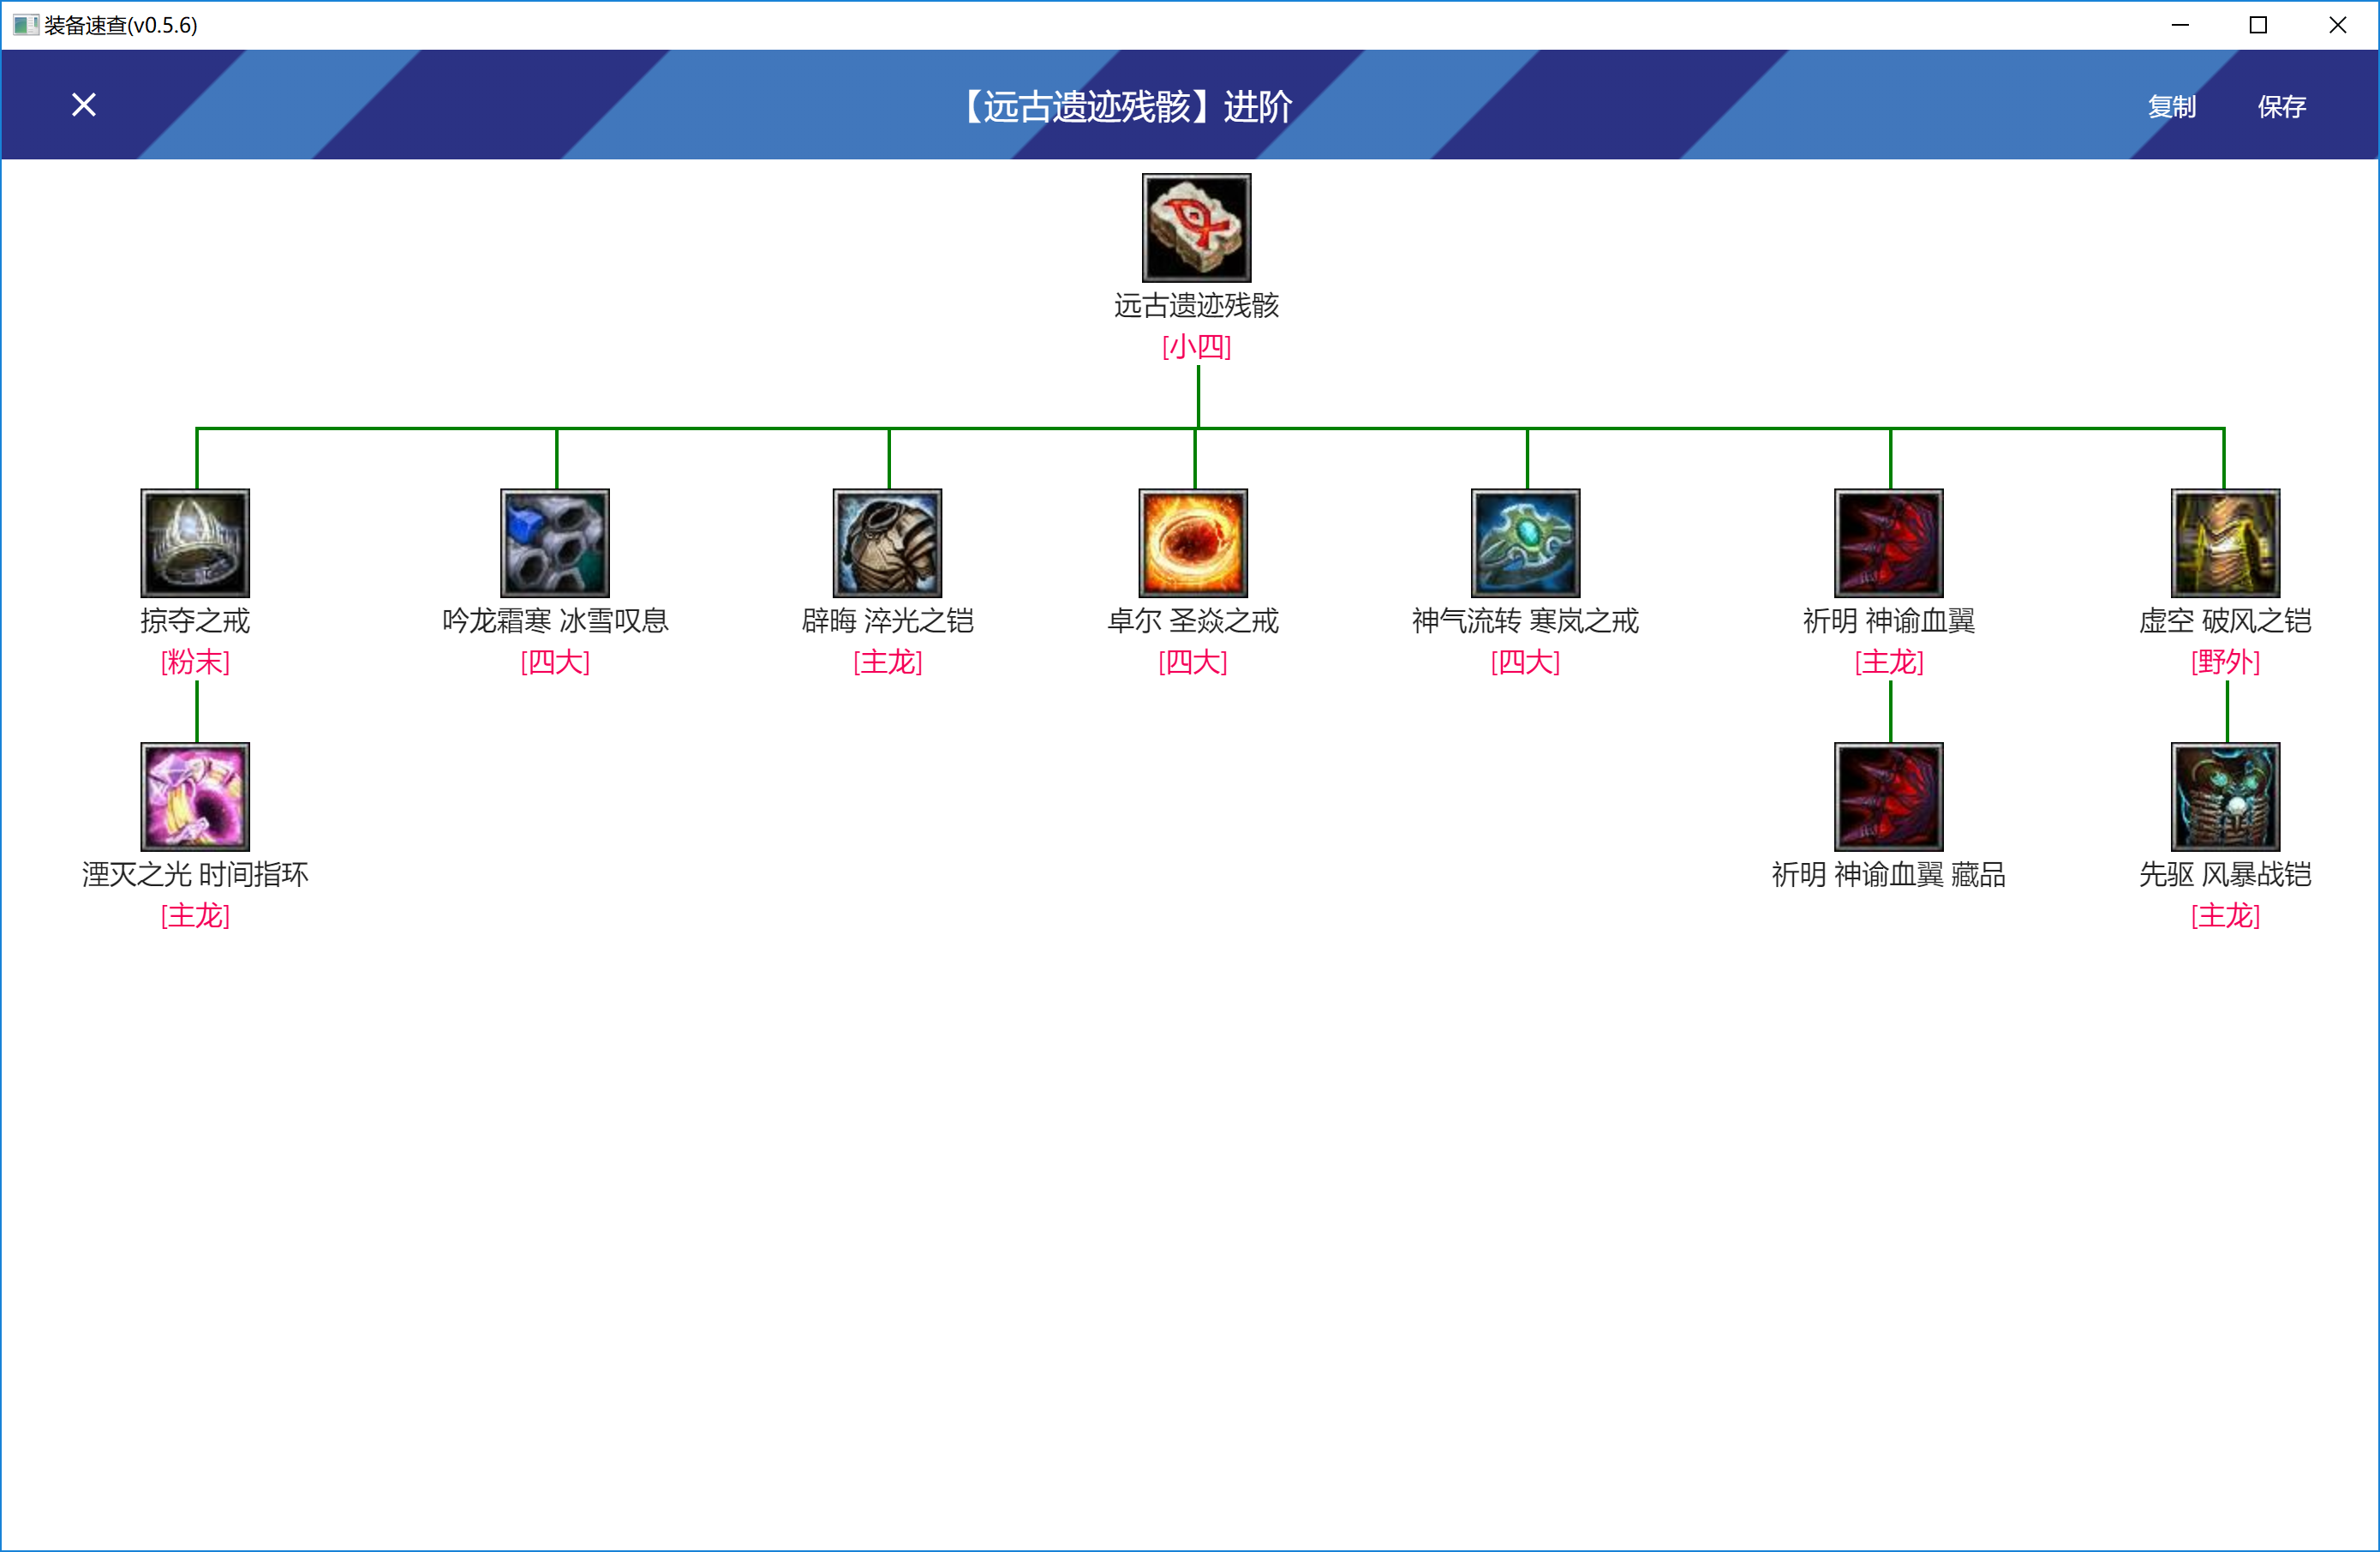 装备速查(v0.5.6)
【远古遗迹残骸】进阶
复制
保存
远古遗迹残骸
[小四]
掠夺之戒
[粉末]
吟龙霜寒 冰雪叹息
[四大]
辟晦 淬光之铠
[主龙]
卓尔 圣焱之戒
[四大]
神气流转 寒岚之戒
[四大]
祈明 神谕血翼
[主龙]
虚空 破风之铠
[野外]
湮灭之光 时间指环
[主龙]
祈明 神谕血翼 藏品
先驱 风暴战铠
[主龙]